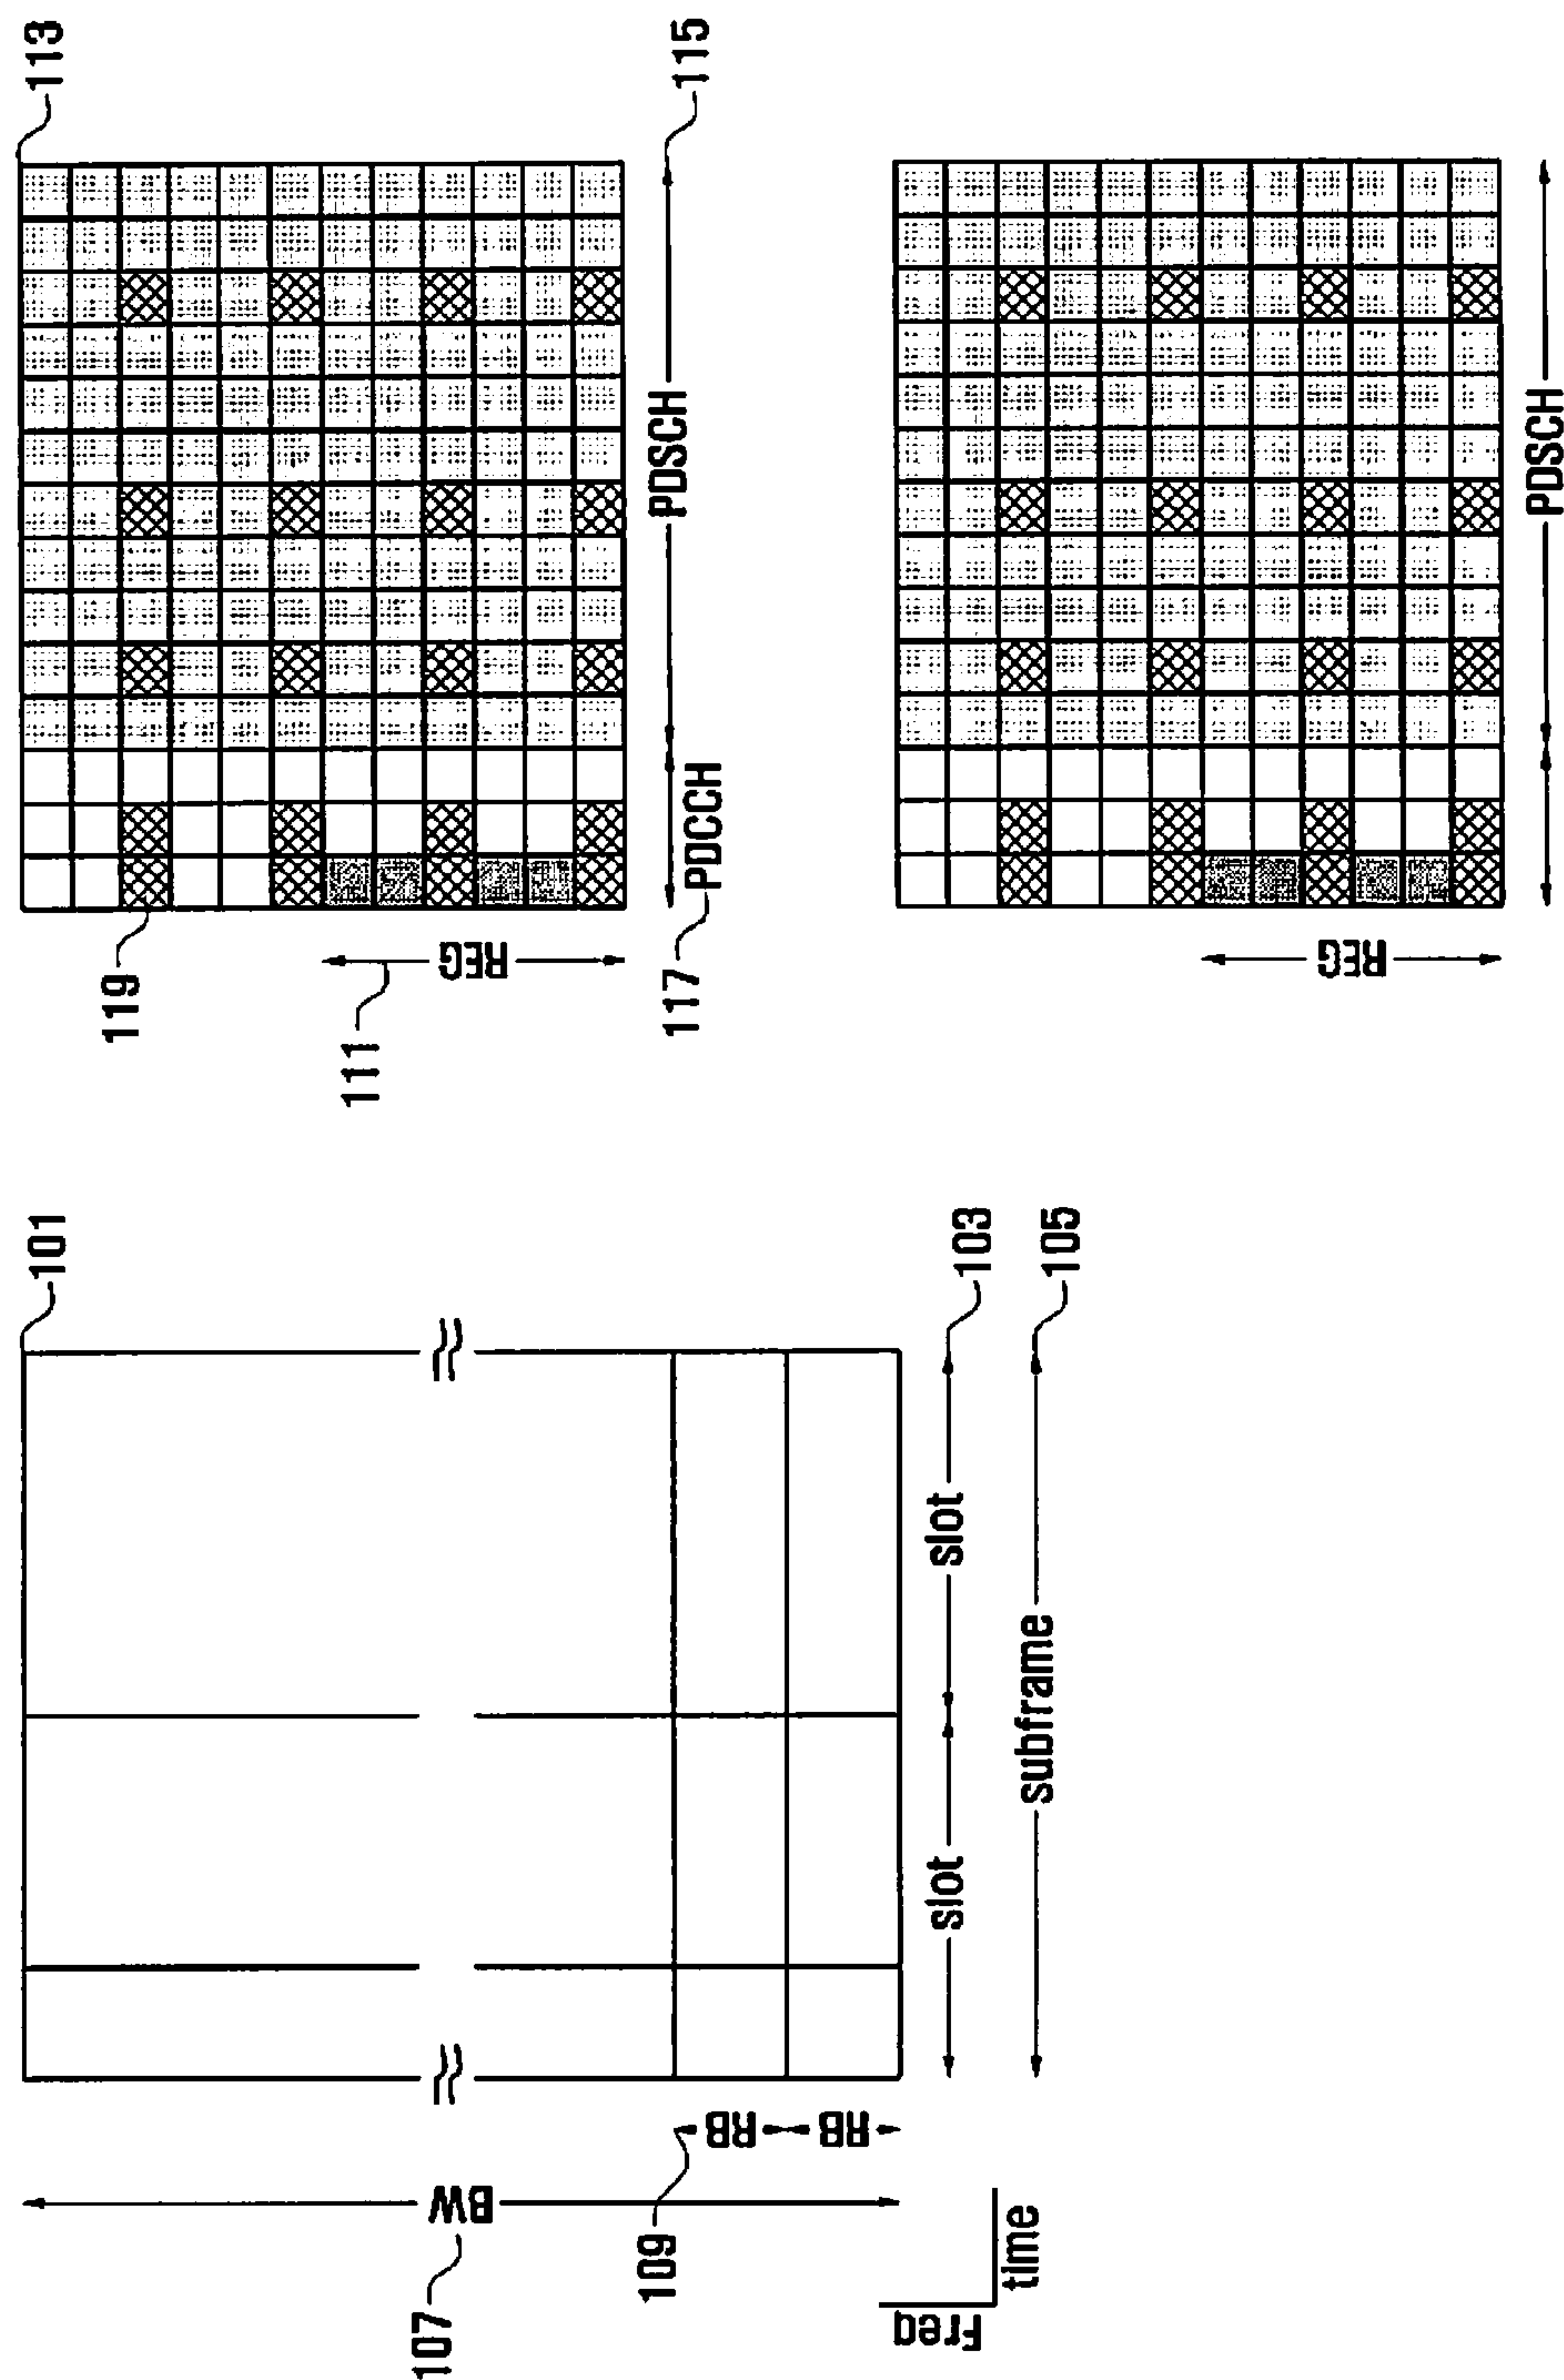 101
113
119
111
REG
117
PDCCH
PDSCH
115
107
BW
109
RB
RB
slot
slot
103
subframe
105
Freq
time
REG
PDSCH